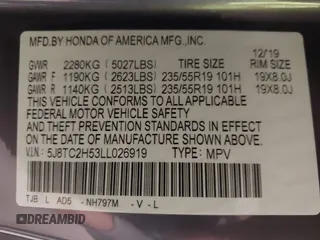 MFD.BY HONDA OF AMERICA MFG.,INC.
12/19
GVWR 2280KG (5027LBS) TIRE SIZE RIM SIZE
GAWR F 1190KG (2623LBS) 235/55R19 101H 19X8.0J
GAWR R 1140KG (2513LBS) 235/55R19 101H 19X8.0J
THIS VEHICLE CONFORMS TO ALL APPLICABLE
FEDERAL MOTOR VEHICLE SAFETY STANDARDS IN EFFECT ON THE
DATE OF MANUFACTURE SHOWN ABOVE.
V.I.N: 5J8TC2H53LL026919 TYPE: MPV
TJB L AD5 - NH797M - V - L
© DREAMBID